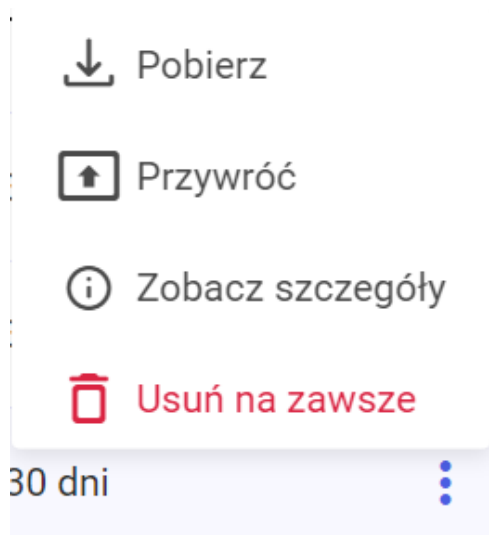 Pobierz
Przywróć
Zobacz szczegóły
Usuń na zawsze
30 dni